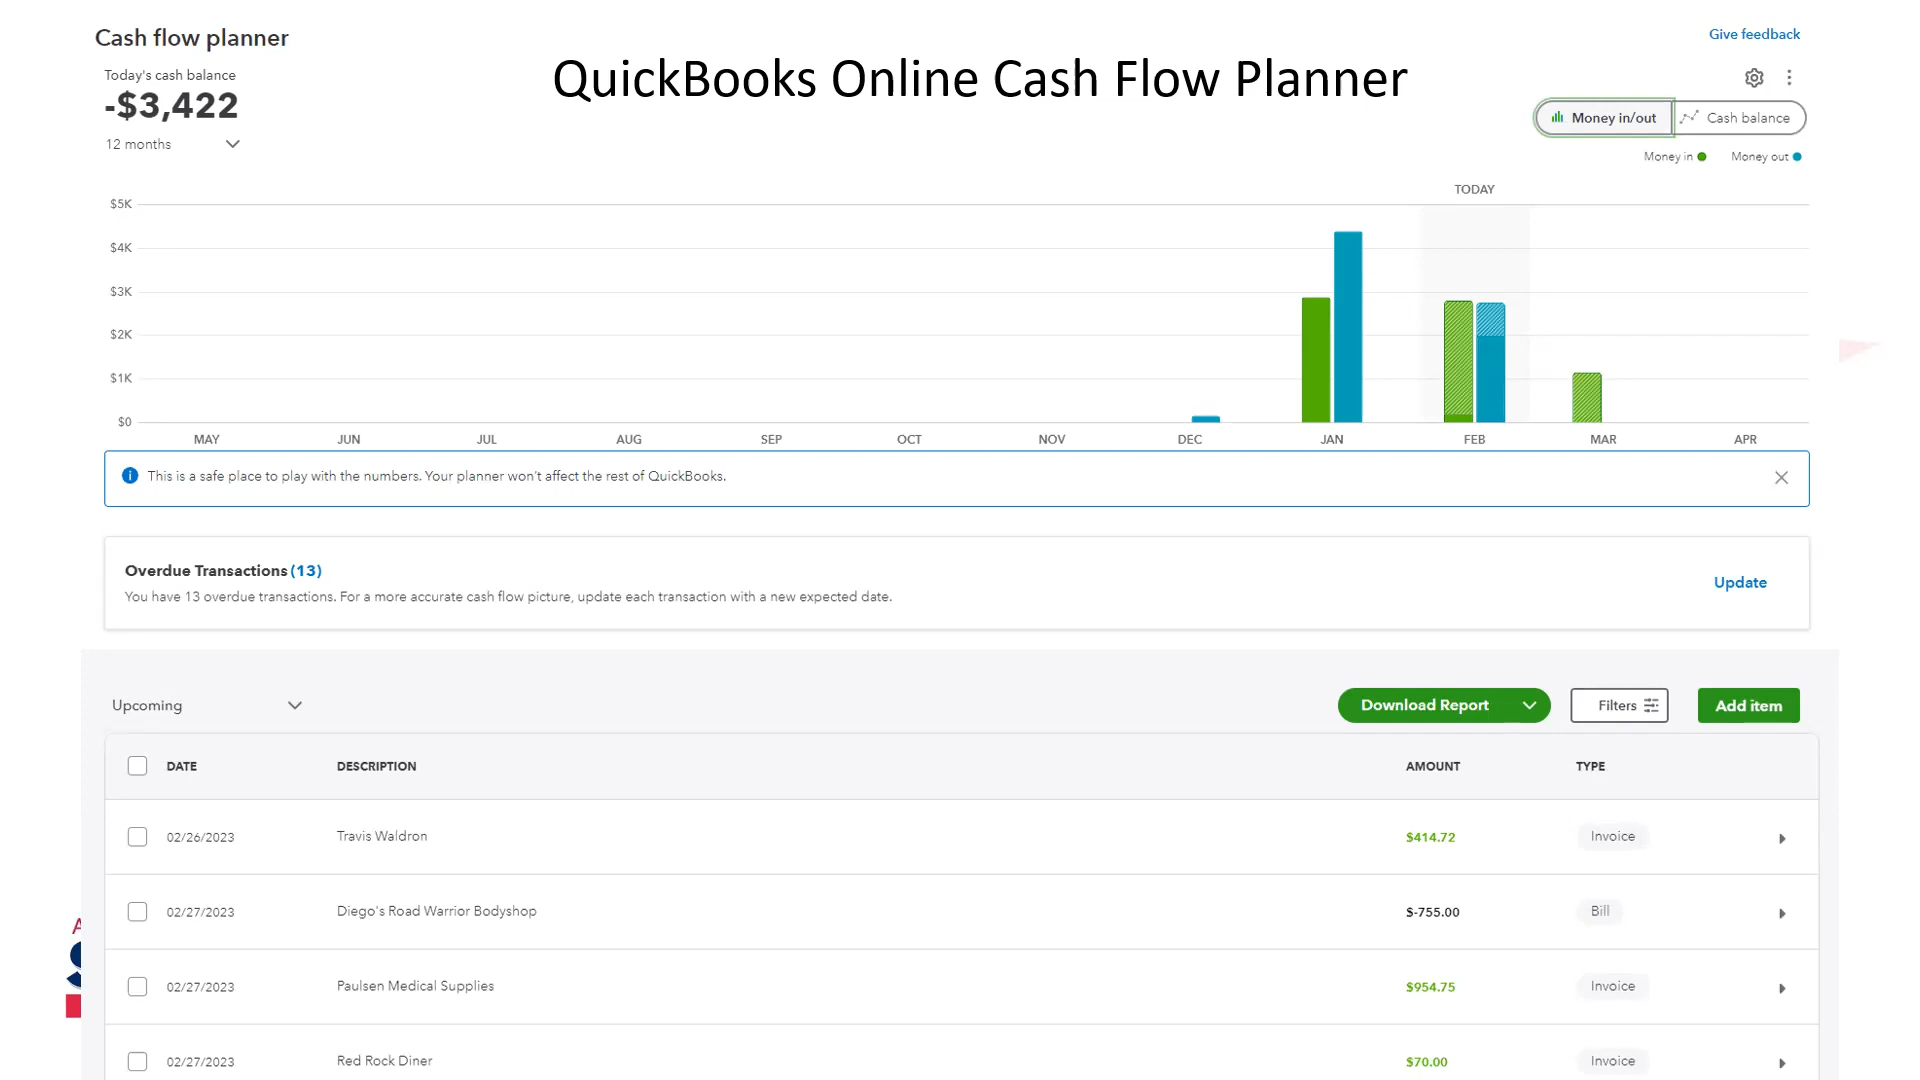 Cash flow planner
Give feedback
Today's cash balance
QuickBooks Online Cash Flow Planner
-$3,422
12 months
Money in/out
Cash balance
Money in
Money out
TODAY
$5K
$4K
$3K
$2K
$1K
$0
MAY JUN JUL AUG SEP OCT NOV DEC JAN FEB MAR APR
This is a safe place to play with the numbers. Your planner won't affect the rest of QuickBooks.
Overdue Transactions (13)
You have 13 overdue transactions. For a more accurate cash flow picture, update each transaction with a new expected date.
Update
Upcoming
Download Report
Filters
Add item
DATE DESCRIPTION AMOUNT TYPE
02/26/2023 Travis Waldron $414.72 Invoice
02/27/2023 Diego's Road Warrior Bodyshop $-755.00 Bill
02/27/2023 Paulsen Medical Supplies $954.75 Invoice
02/27/2023 Red Rock Diner $70.00 Invoice